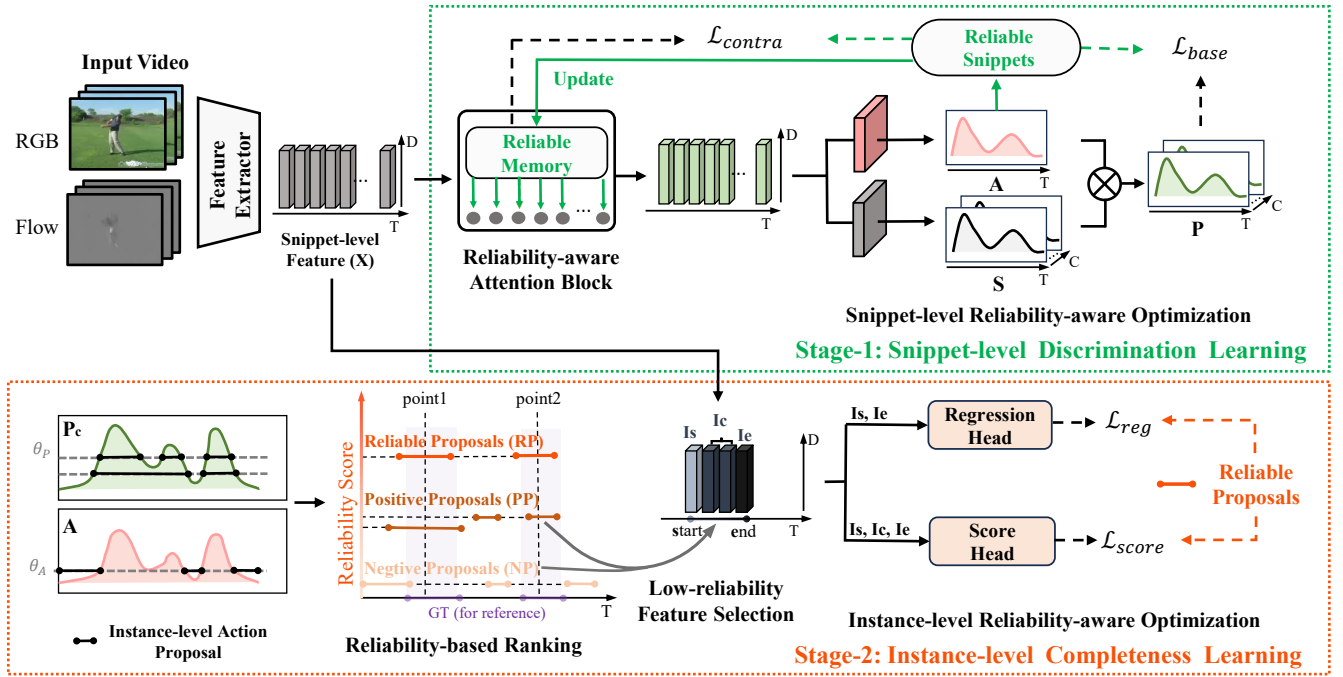 Input Video
RGB
Flow
Feature
Extractor
D
...
T
Snippet-level
Feature (X)
Update
Reliable
Memory
...
Reliability-aware
Attention Block
ℒcontra
Reliable
Snippets
ℒbase
D
...
T
A
T
S
T
C
P
T
C
Snippet-level Reliability-aware Optimization
Stage-1: Snippet-level Discrimination Learning
Pc
θP
A
θA
Instance-level Action
Proposal
Reliability Score
point1
point2
Reliable Proposals (RP)
Positive Proposals (PP)
Negtive Proposals (NP)
GT (for reference)
T
Reliability-based Ranking
Is
Ic
Ie
D
start
end
T
Low-reliability
Feature Selection
Is, Ie
Regression
Head
ℒreg
Is, Ic, Ie
Score
Head
ℒscore
Reliable
Proposals
Instance-level Reliability-aware Optimization
Stage-2: Instance-level Completeness Learning